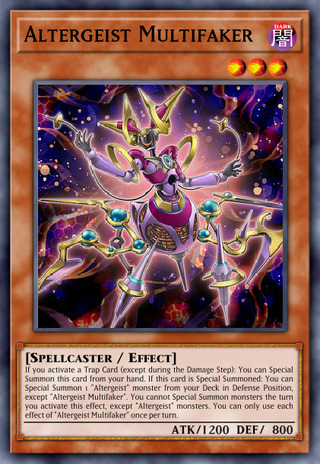 Altergeist Multifaker
DARK
闇
[Spellcaster / Effect]
If you activate a Trap Card (except during the Damage Step): You can Special
Summon this card from your hand. If this card is Special Summoned: You can
Special Summon 1 "Altergeist" monster from your Deck in Defense Position,
except "Altergeist Multifaker". You cannot Special Summon monsters the turn
you activate this effect, except "Altergeist" monsters. You can only use each
effect of "Altergeist Multifaker" once per turn.
ATK/1200 DEF/ 800